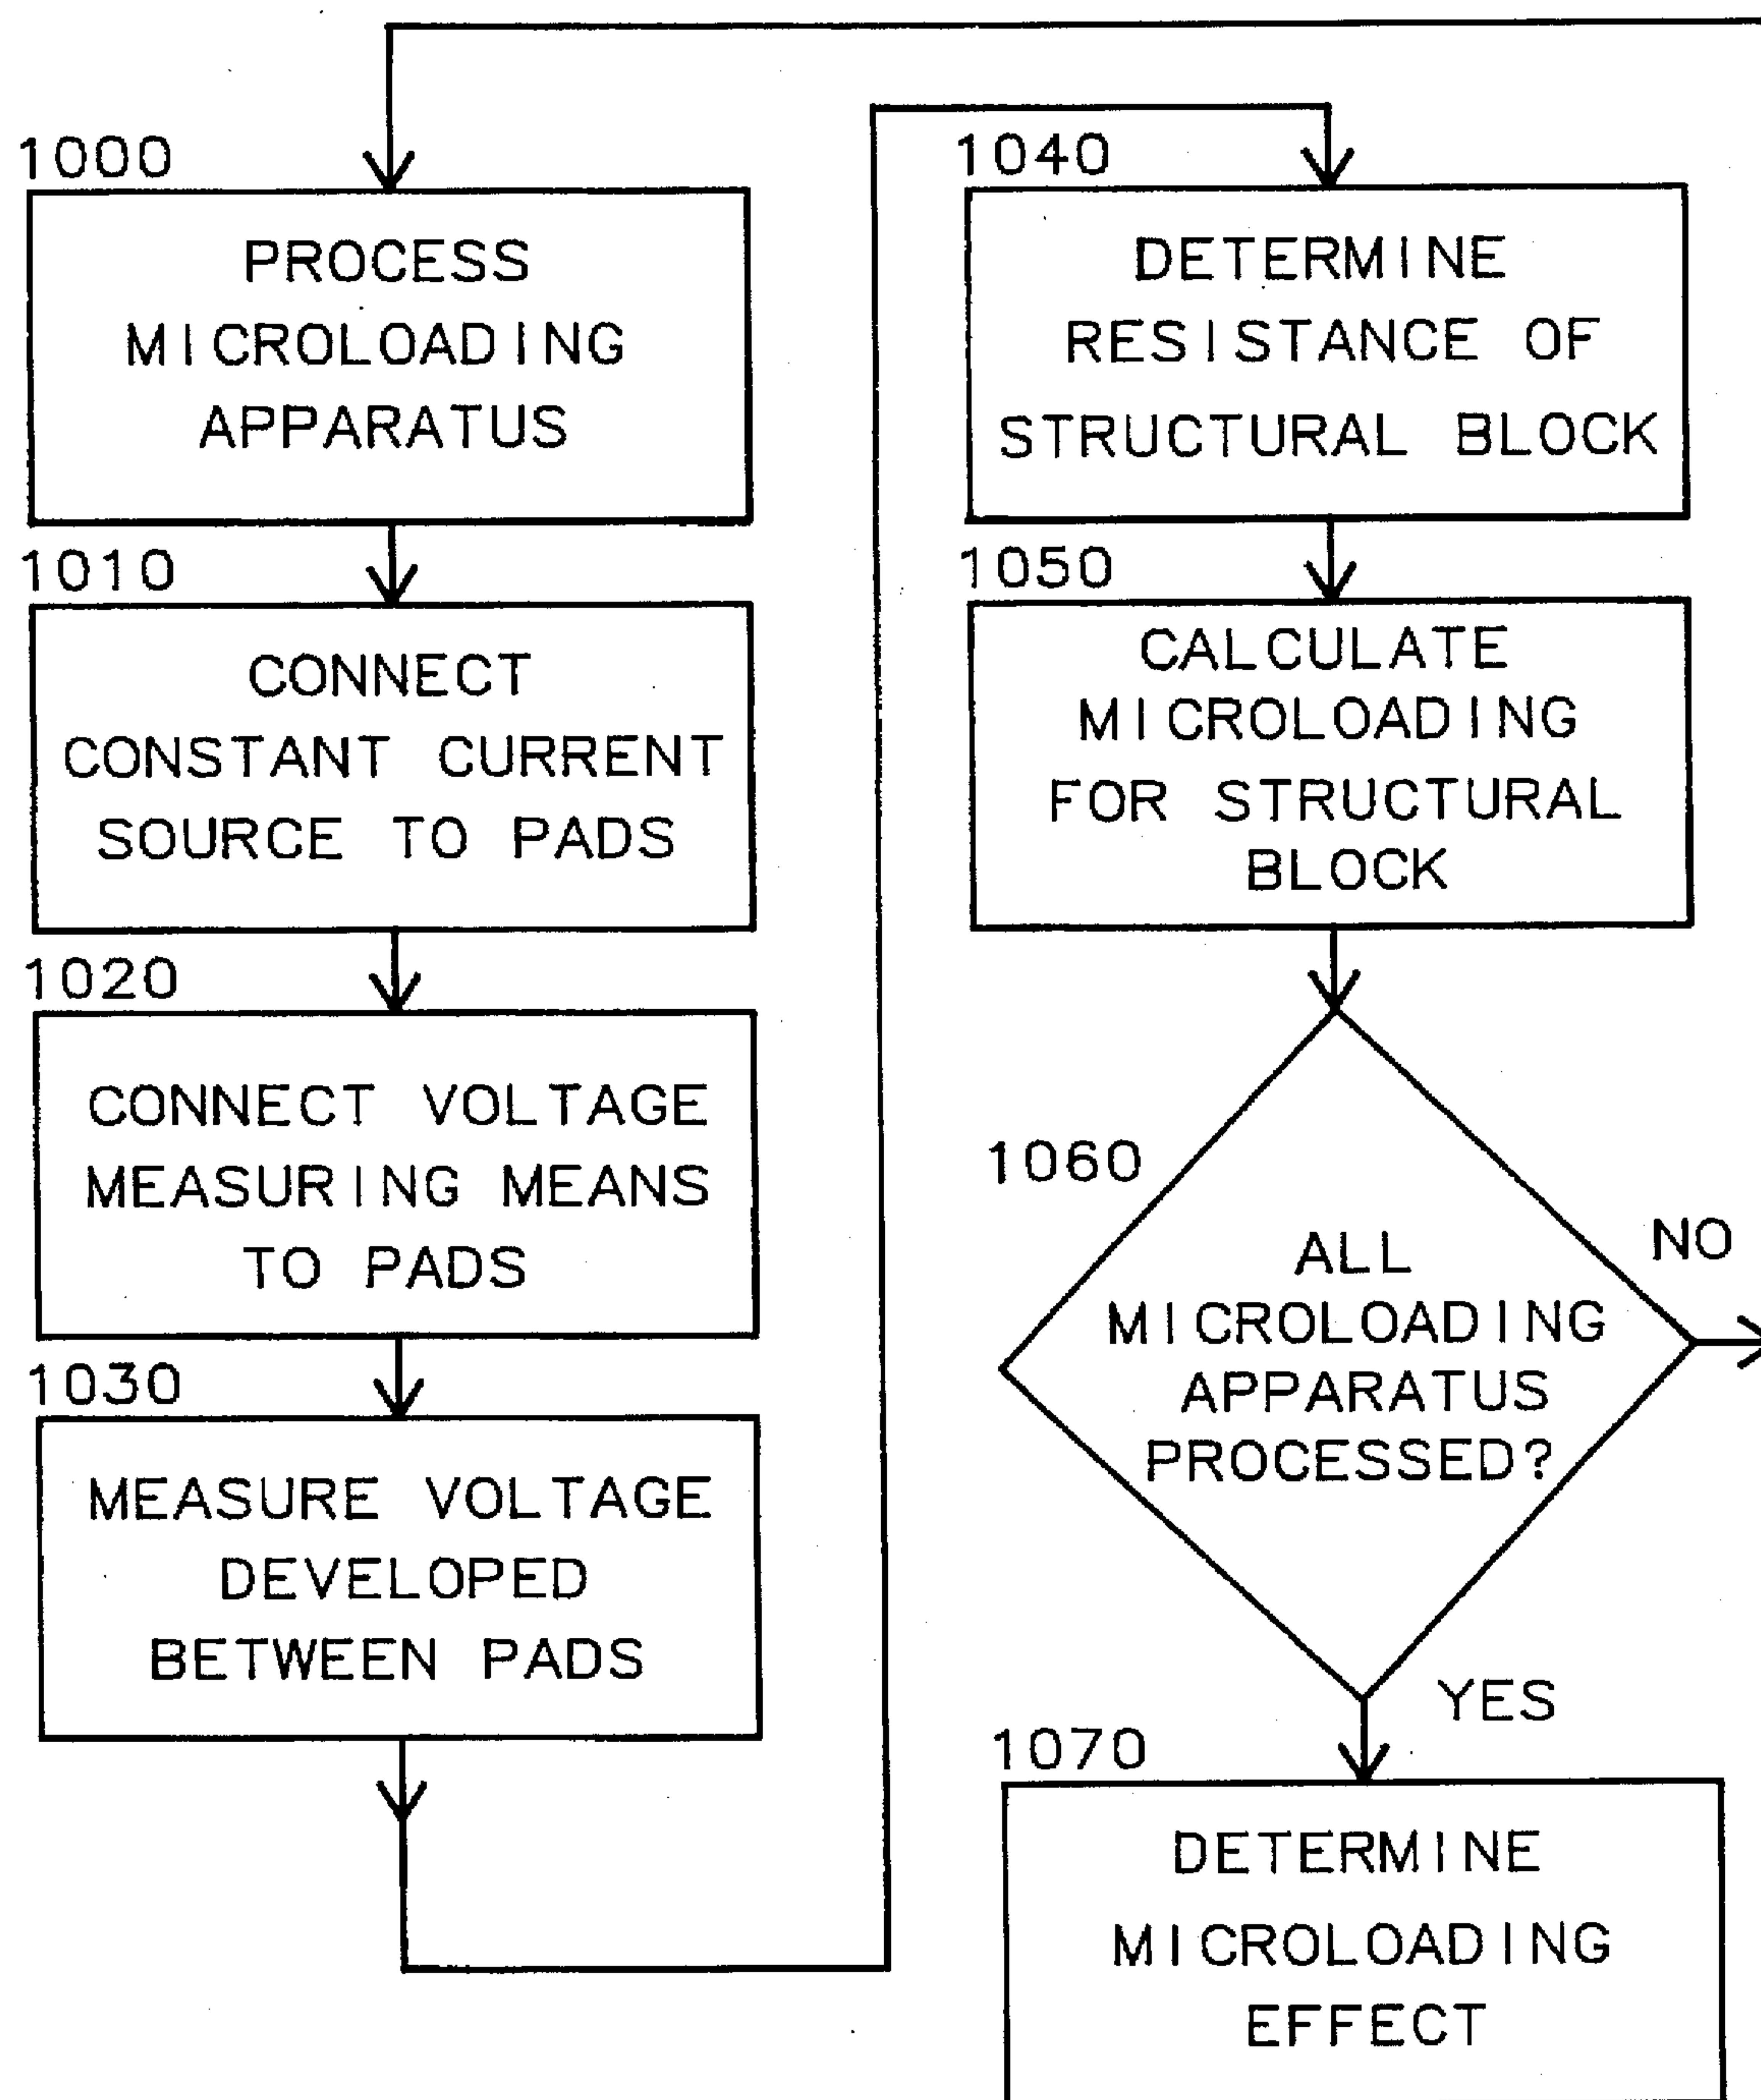 1000
PROCESS
MICROLOADING
APPARATUS
1010
CONNECT
CONSTANT CURRENT
SOURCE TO PADS
1020
CONNECT VOLTAGE
MEASURING MEANS
TO PADS
1030
MEASURE VOLTAGE
DEVELOPED
BETWEEN PADS
1040
DETERMINE
RESISTANCE OF
STRUCTURAL BLOCK
1050
CALCULATE
MICROLOADING
FOR STRUCTURAL
BLOCK
1060
ALL
MICROLOADING
APPARATUS
PROCESSED?
NO
YES
1070
DETERMINE
MICROLOADING
EFFECT